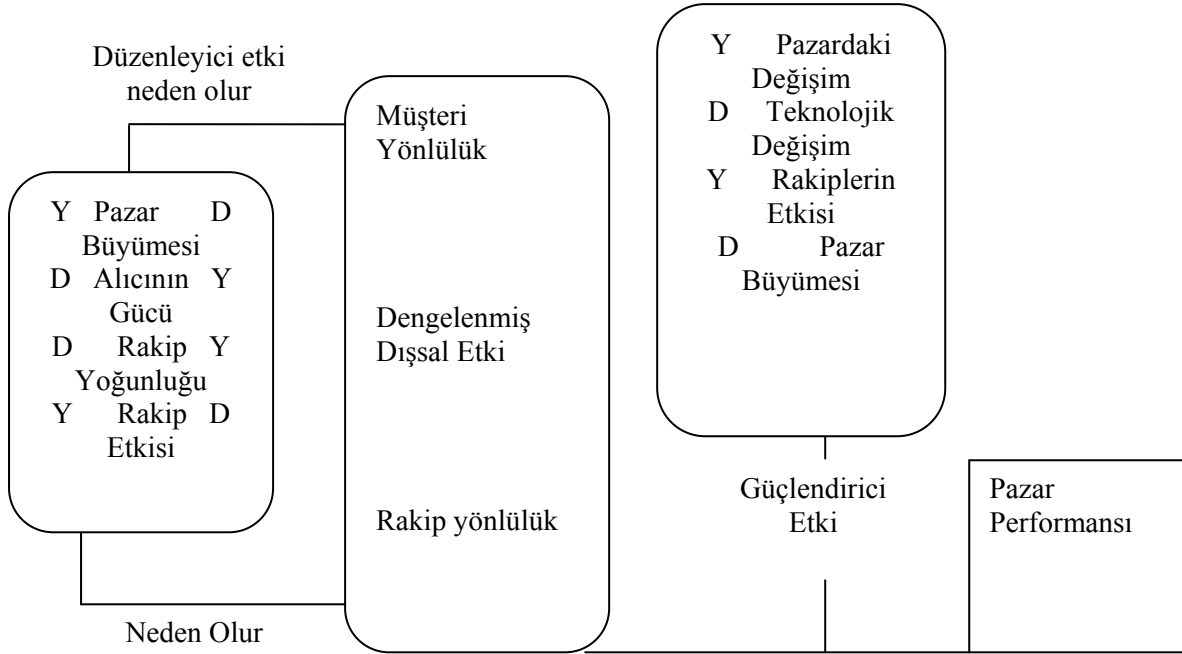 Düzenleyici etki
neden olur
Y Pazar D
Büyümesi
D Alıcının Y
Gücü
D Rakip Y
Yoğunluğu
Y Rakip D
Etkisi
Neden Olur
Müşteri
Yönlülük
Dengelenmiş
Dışsal Etki
Rakip yönlülük
Y Pazardaki
Değişim
D Teknolojik
Değişim
Y Rakiplerin
Etkisi
D Pazar
Büyümesi
Güçlendirici
Etki
Pazar
Performansı